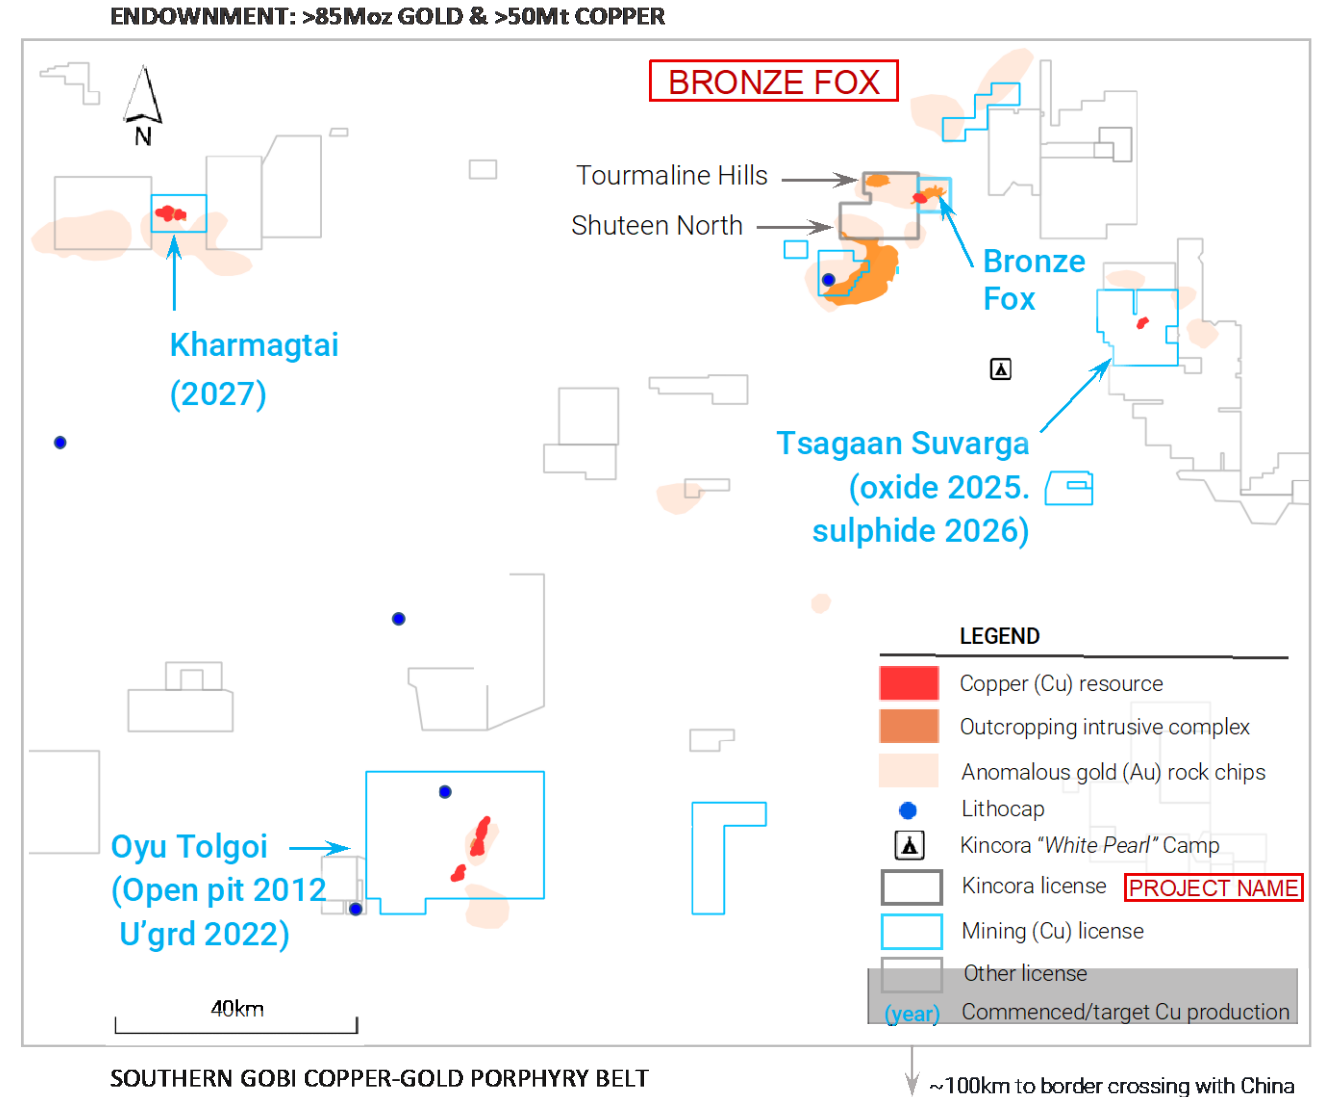 ENDOWNMENT: >85Moz GOLD & >50Mt COPPER
BRONZE FOX
N
Tourmaline Hills
Shuteen North
Bronze
Fox
Kharmagtai
(2027)
Tsagaan Suvarga
(oxide 2025.
sulphide 2026)
LEGEND
Copper (Cu) resource
Outcropping intrusive complex
Anomalous gold (Au) rock chips
Lithocap
Kincora “White Pearl” Camp
Kincora license PROJECT NAME
Mining (Cu) license
Other license
(year) Commenced/target Cu production
Oyu Tolgoi
(Open pit 2012
U’grd 2022)
40km
SOUTHERN GOBI COPPER-GOLD PORPHYRY BELT
~100km to border crossing with China